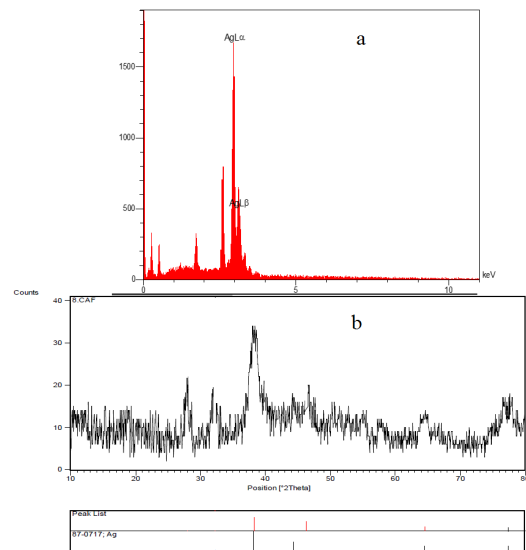 AgLα
a
1500
1000
AgLβ
500
0
keV
0 5 10
Counts
8.CAF
b
40
30
20
10
0
10 20 30 40 50 60 70 80
Position [°2Theta]
Peak List
87-0717; Ag